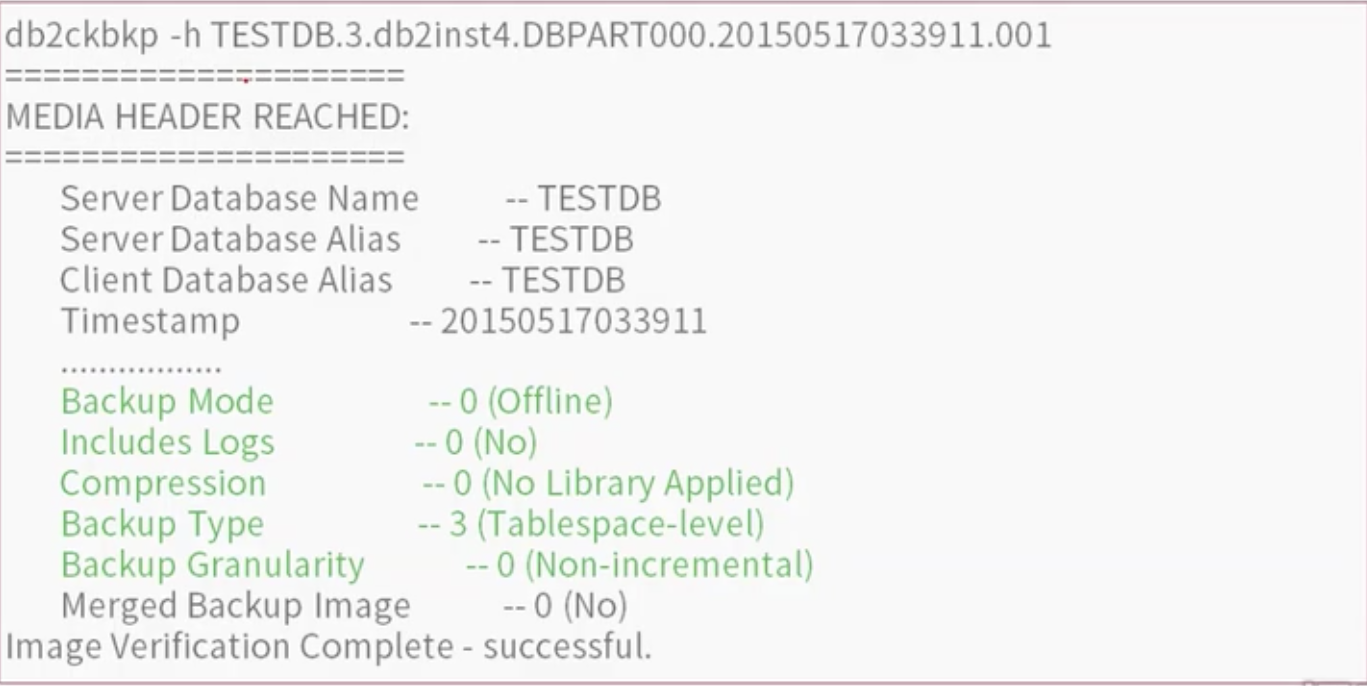 db2ckbkp -h TESTDB.3.db2inst4.DBPART000.20150517033911.001
=====================
MEDIA HEADER REACHED:
=====================
Server Database Name -- TESTDB
Server Database Alias -- TESTDB
Client Database Alias -- TESTDB
Timestamp -- 20150517033911
.................
Backup Mode -- 0 (Offline)
Includes Logs -- 0 (No)
Compression -- 0 (No Library Applied)
Backup Type -- 3 (Tablespace-level)
Backup Granularity -- 0 (Non-incremental)
Merged Backup Image -- 0 (No)
Image Verification Complete - successful.